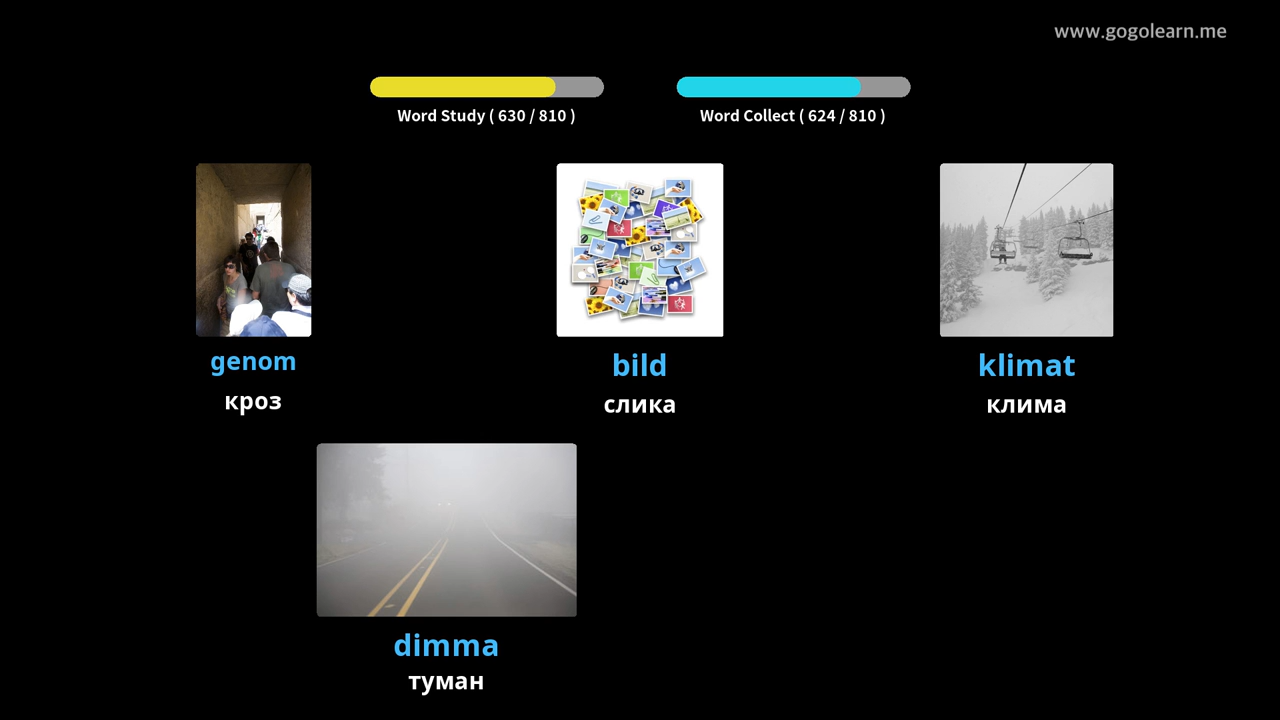 www.gogolearn.me
Word Study ( 630 / 810 )
Word Collect ( 624 / 810 )
genom
кроз
bild
слика
klimat
клима
dimma
туман